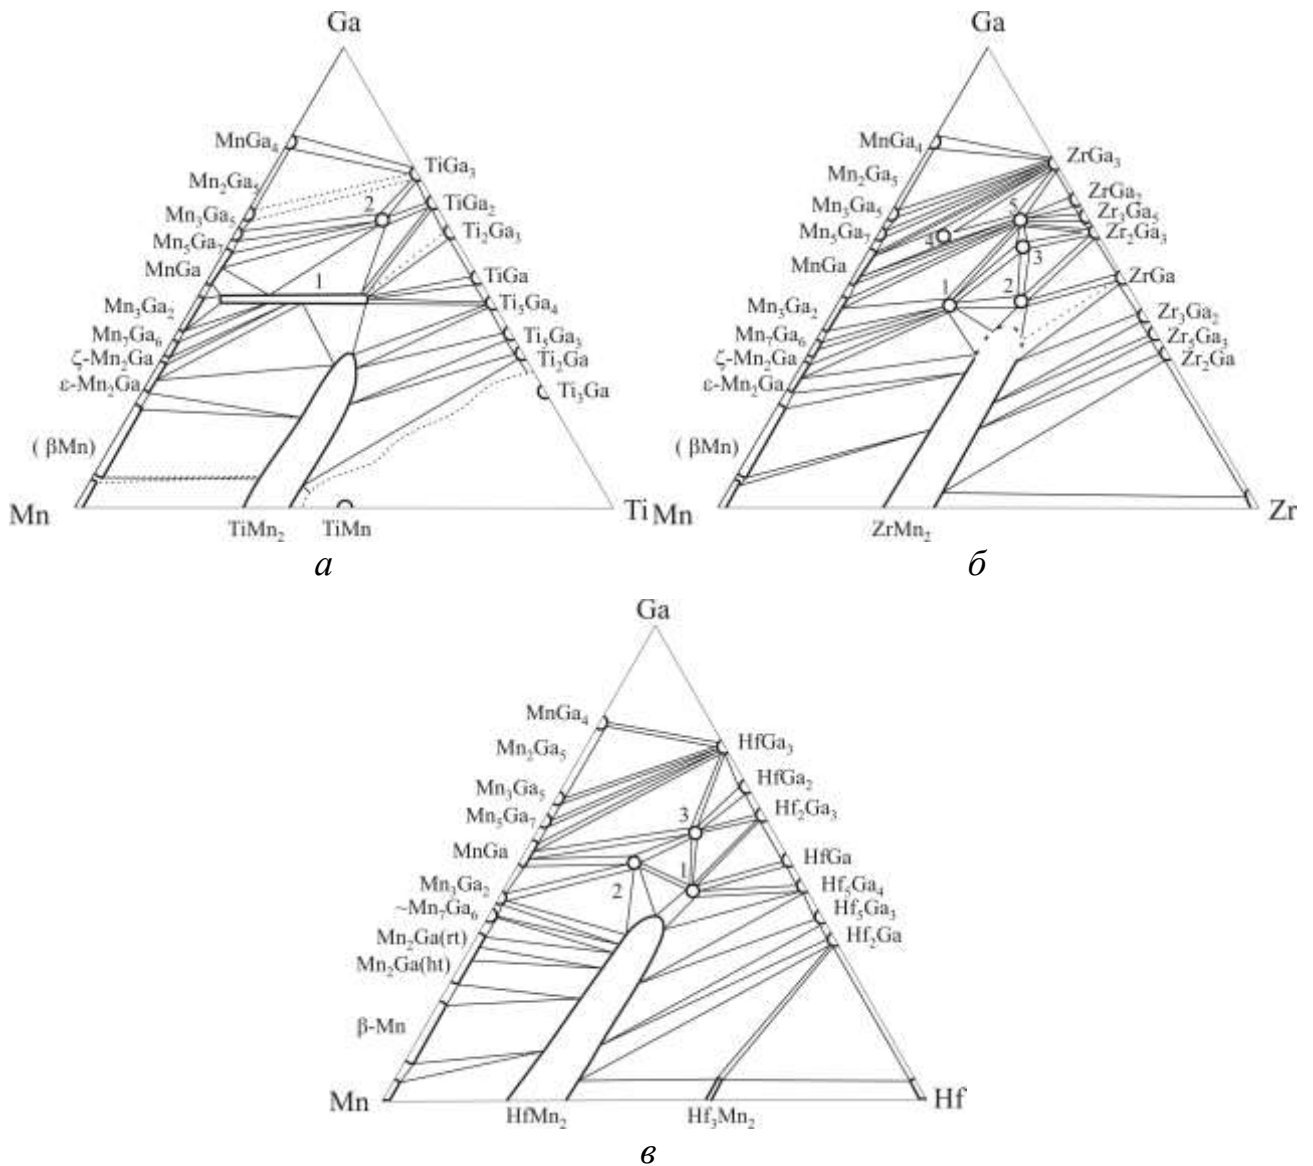 Ga
MnGa₄
Mn₂Ga₅
Mn₃Ga₅
Mn₅Ga₇
MnGa
Mn₃Ga₂
Mn₇Ga₆
ζ-Mn₂Ga
ε-Mn₂Ga
( βMn)
Mn
TiGa₃
TiGa₂
Ti₂Ga₃
TiGa
Ti₅Ga₄
Ti₅Ga₃
Ti₂Ga
Ti₃Ga
Ti
2
1
TiMn₂
TiMn
а
Ga
MnGa₄
Mn₂Ga₅
Mn₃Ga₅
Mn₅Ga₇
MnGa
Mn₃Ga₂
Mn₇Ga₆
ζ-Mn₂Ga
ε-Mn₂Ga
( βMn)
Mn
ZrGa₃
ZrGa₂
Zr₃Ga₅
Zr₂Ga₃
ZrGa
Zr₃Ga₂
Zr₅Ga₃
Zr₂Ga
Zr
5
4
3
1
2
ZrMn₂
б
Ga
MnGa₄
Mn₂Ga₅
Mn₃Ga₅
Mn₅Ga₇
MnGa
Mn₃Ga₂
~Mn₇Ga₆
Mn₂Ga(rt)
Mn₂Ga(ht)
β-Mn
Mn
HfGa₃
HfGa₂
Hf₂Ga₃
HfGa
Hf₅Ga₄
Hf₅Ga₃
Hf₂Ga
Hf
3
1
2
HfMn₂
Hf₃Mn₂
в